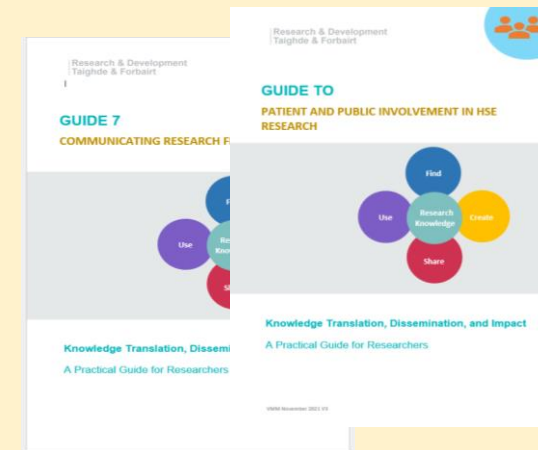 Research & Development
Taighde & Forbairt
GUIDE 7
COMMUNICATING RESEARCH
Use
Knowledge Translation,
A Practical Guide for Researchers
Research & Development
Taighde & Forbairt
GUIDE TO
PATIENT AND PUBLIC INVOLVEMENT IN HSE
RESEARCH
Find
Use
Research
Knowledge
Create
Share
Knowledge Translation, Dissemination, and Impact
A Practical Guide for Researchers